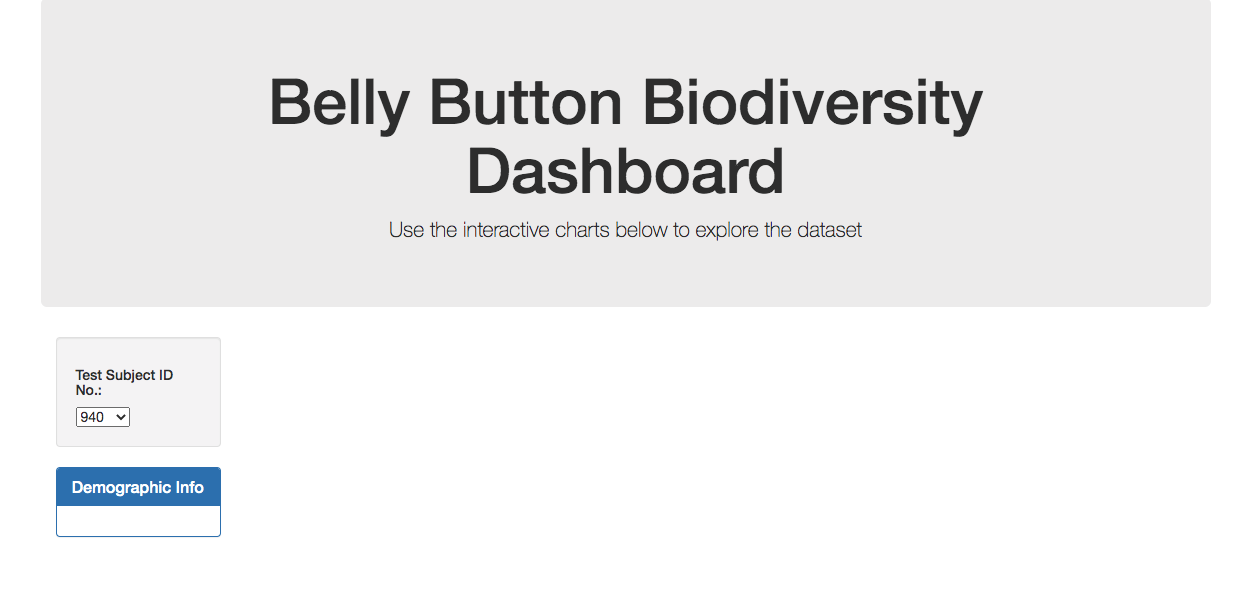 Belly Button Biodiversity
Dashboard
Use the interactive charts below to explore the dataset
Test Subject ID
No.:
940
Demographic Info